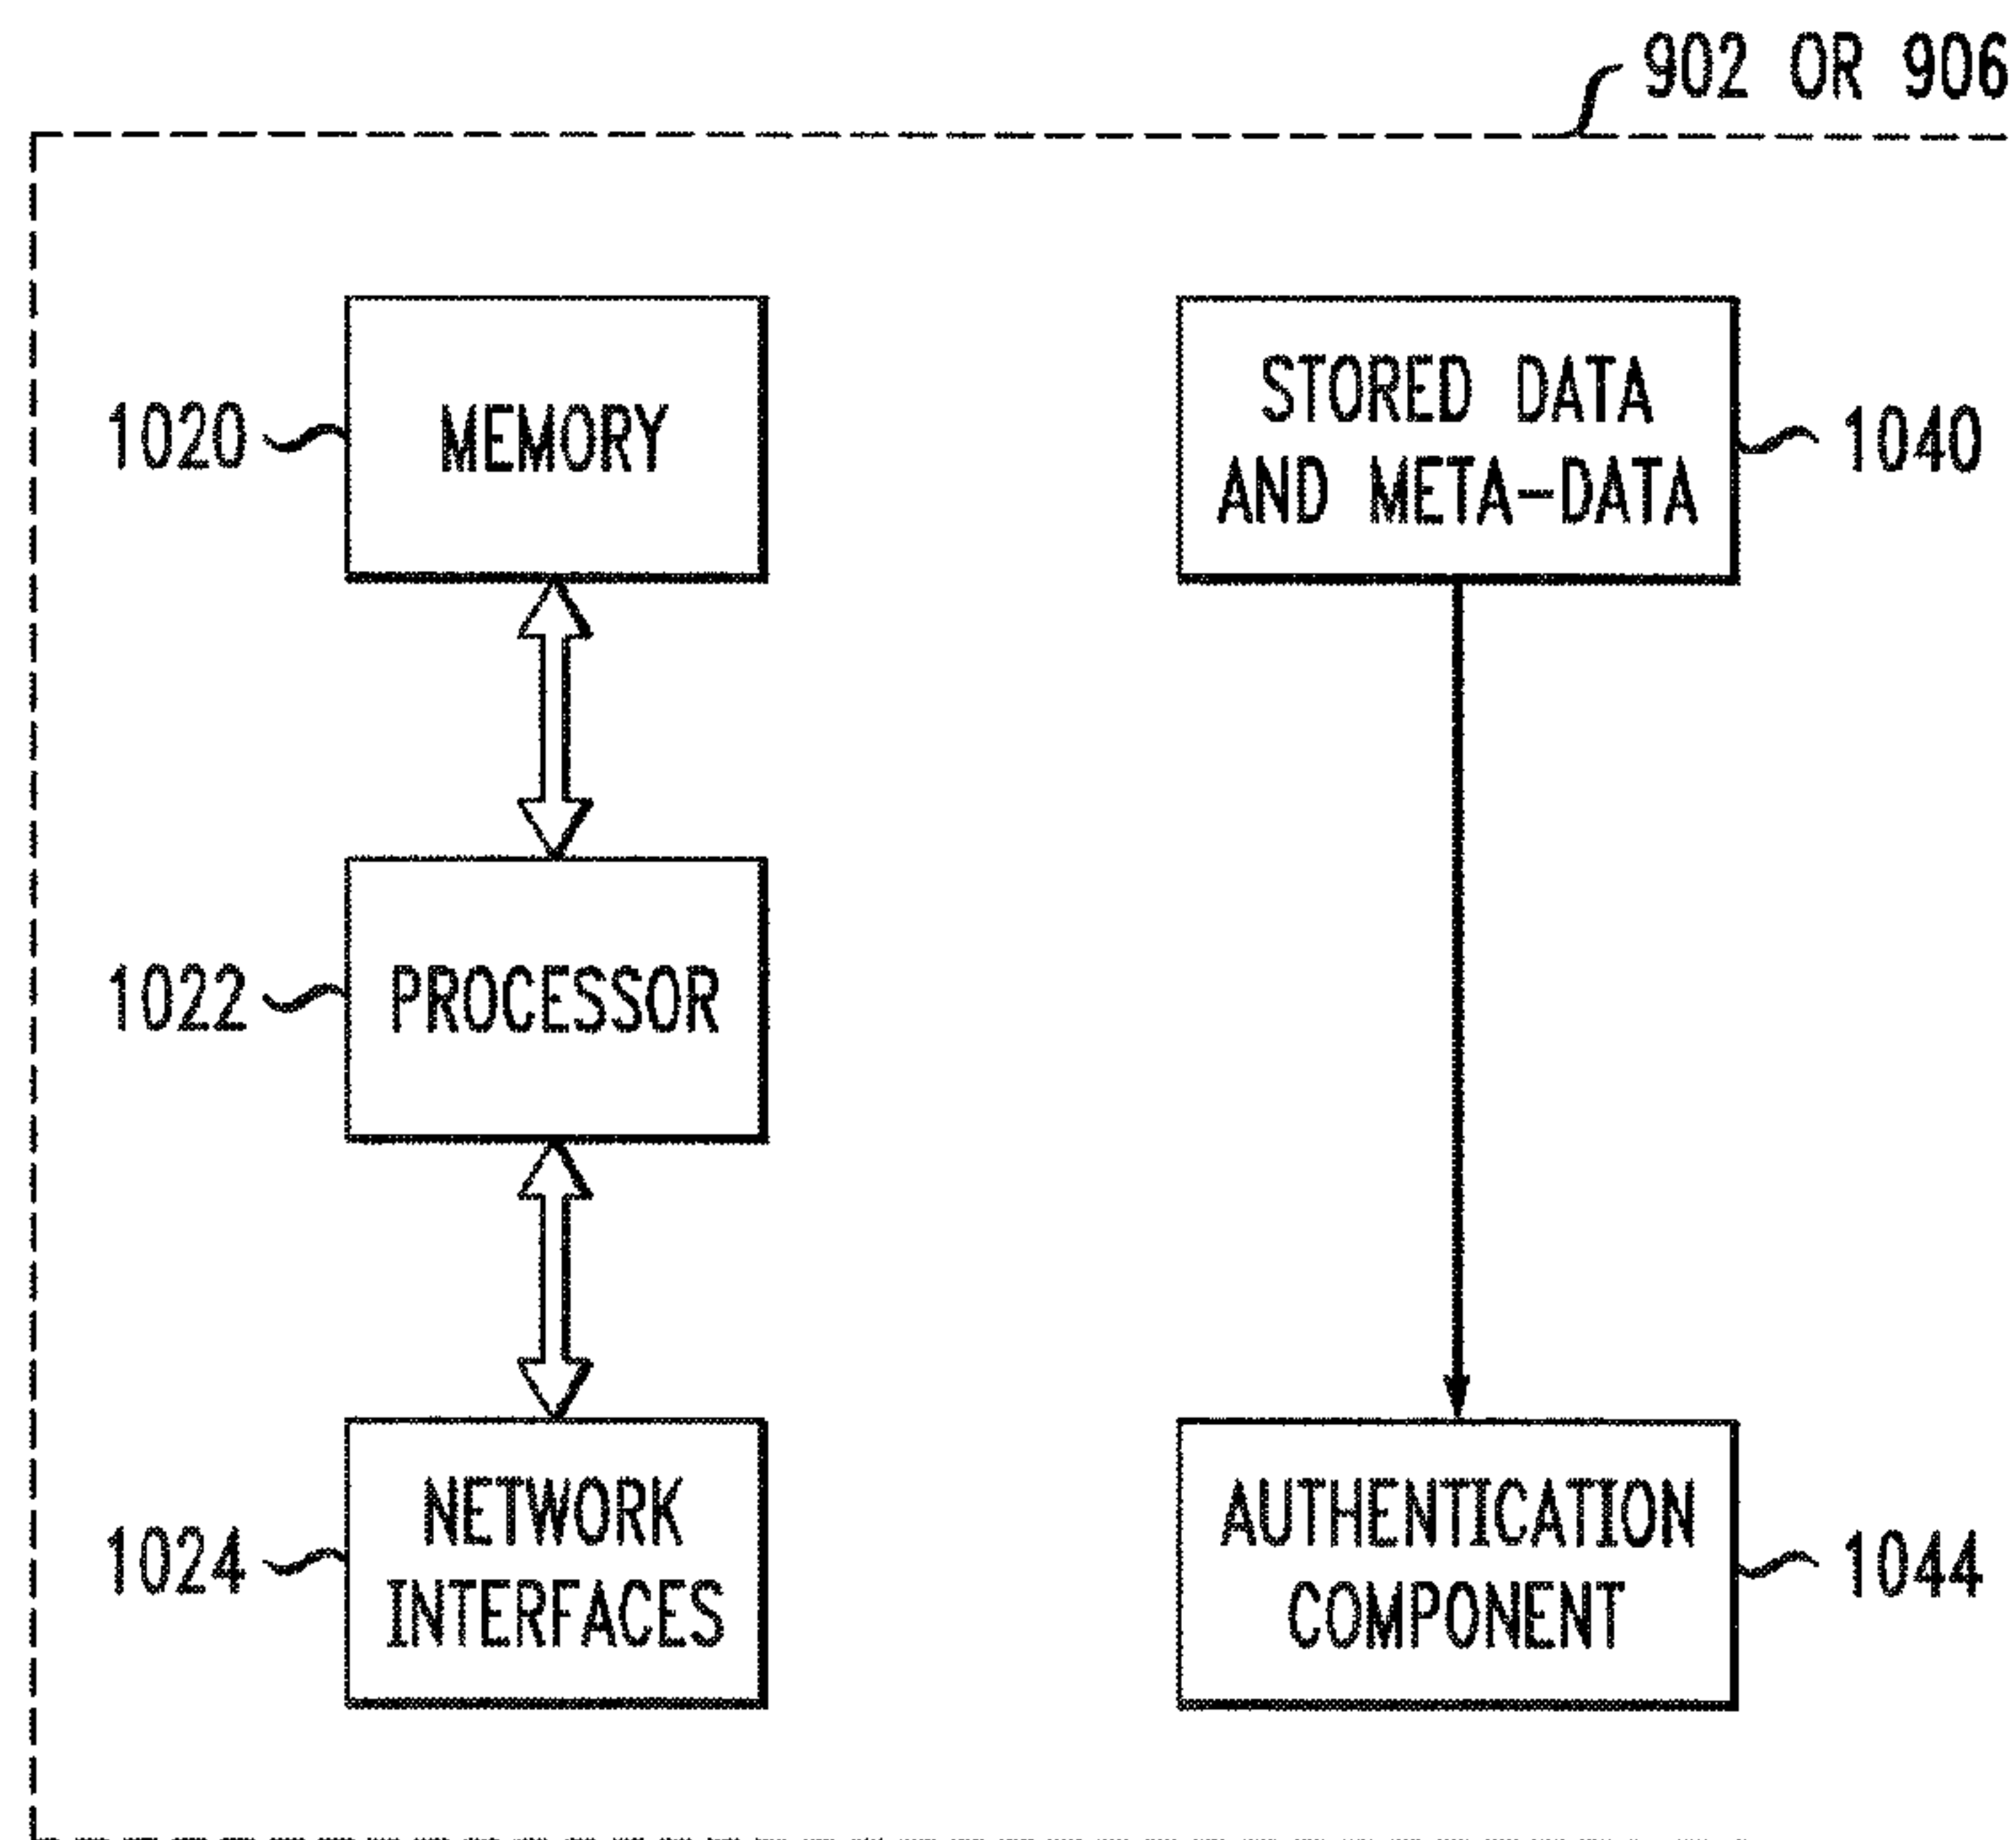 902 OR 906
1020
MEMORY
STORED DATA
AND META-DATA
1040
1022
PROCESSOR
1024
NETWORK
INTERFACES
AUTHENTICATION
COMPONENT
1044